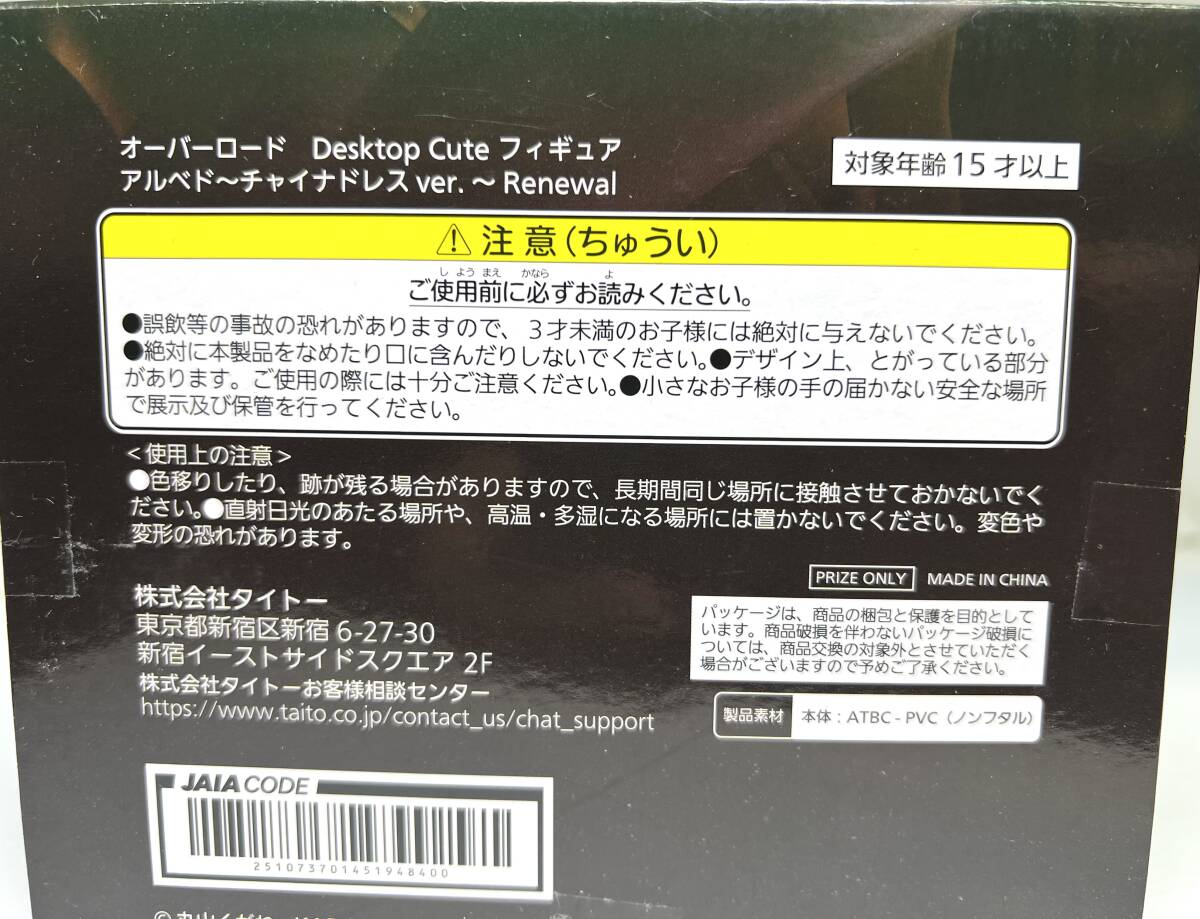 オーバーロード Desktop Cute フィギュア
アルベド～チャイナドレス ver. ～ Renewal
対象年齢 15 才以上
⚠ 注 意（ちゅうい）
ご使用前に必ずお読みください。
しようまえ かなら よ
●誤飲等の事故の恐れがありますので、３才未満のお子様には絶対に与えないでください。
●絶対に本製品をなめたり口に含んだりしないでください。●デザイン上、とがっている部分
があります。ご使用の際には十分ご注意ください。●小さなお子様の手の届かない安全な場所
で展示及び保管を行ってください。
＜使用上の注意＞
●色移りしたり、跡が残る場合がありますので、長期間同じ場所に接触させておかないでく
ださい。●直射日光のあたる場所や、高温・多湿になる場所には置かないでください。変色や
変形の恐れがあります。
株式会社タイトー
東京都新宿区新宿 6-27-30
新宿イーストサイドスクエア 2F
株式会社タイトーお客様相談センター
https://www.taito.co.jp/contact_us/chat_support
PRIZE ONLY MADE IN CHINA
パッケージは、商品の梱包と保護を目的として
います。商品破損を伴わないパッケージ破損に
ついては、商品交換の対象外とさせていただく
場合がございますので予めご了承ください。
製品素材 本体：ATBC - PVC（ノンフタル）
JAIA CODE
251073701451948400